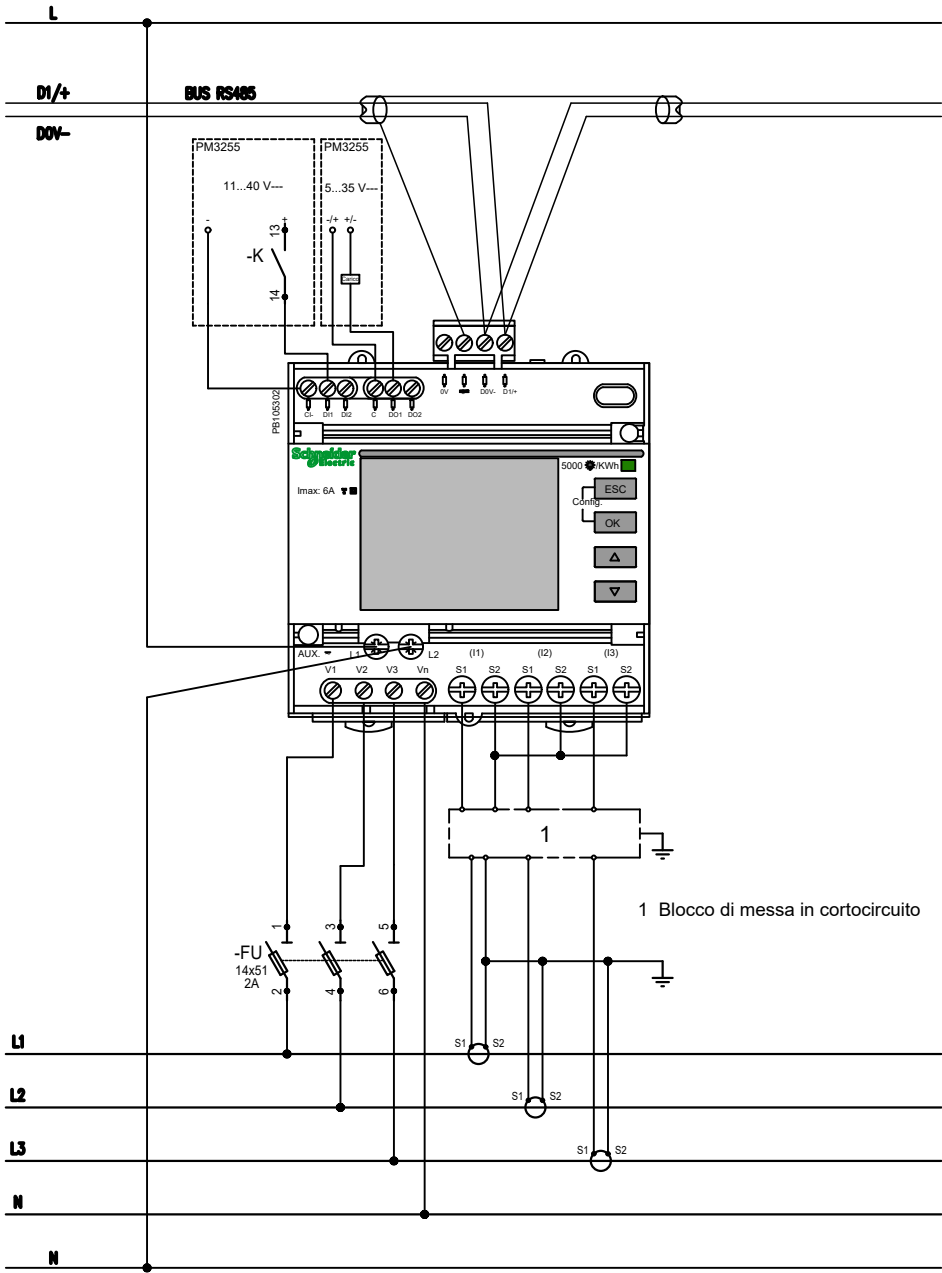 L
D1/+ BUS RS485
D0V-
PM3255 PM3255
11...40 V--- 5...35 V---
- + -/+ +/-
13
-K
14
Carico
PB105302
0V D0V- D1/+
CI- DI1 DI2 C DO1 DO2
Schneider
Electric
5000 /KWh
Imax: 6A
ESC
Config.
OK
AUX. L1 L2 (I1) (I2) (I3)
V1 V2 V3 Vn S1 S2 S1 S2 S1 S2
1
1 Blocco di messa in cortocircuito
1 3 5
-FU
14x51
2A
2 4 6
L1 S1 S2
L2 S1 S2
L3 S1 S2
N
N